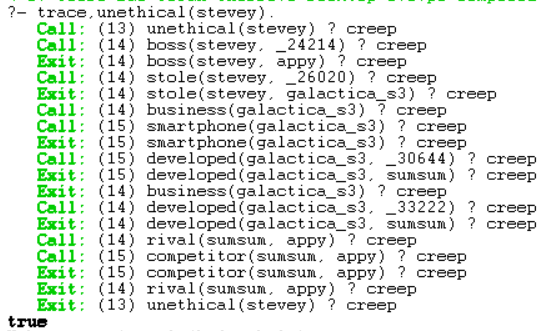 ?- trace,unethical(stevey).
Call: (13) unethical(stevey) ? creep
Call: (14) boss(stevey, _24214) ? creep
Exit: (14) boss(stevey, appy) ? creep
Call: (14) stole(stevey, _26020) ? creep
Exit: (14) stole(stevey, galactica_s3) ? creep
Call: (14) business(galactica_s3) ? creep
Call: (15) smartphone(galactica_s3) ? creep
Exit: (15) smartphone(galactica_s3) ? creep
Call: (15) developed(galactica_s3, _30644) ? creep
Exit: (15) developed(galactica_s3, sumsum) ? creep
Exit: (14) business(galactica_s3) ? creep
Call: (14) developed(galactica_s3, _33222) ? creep
Exit: (14) developed(galactica_s3, sumsum) ? creep
Call: (14) rival(sumsum, appy) ? creep
Call: (15) competitor(sumsum, appy) ? creep
Exit: (15) competitor(sumsum, appy) ? creep
Exit: (14) rival(sumsum, appy) ? creep
Exit: (13) unethical(stevey) ? creep
true